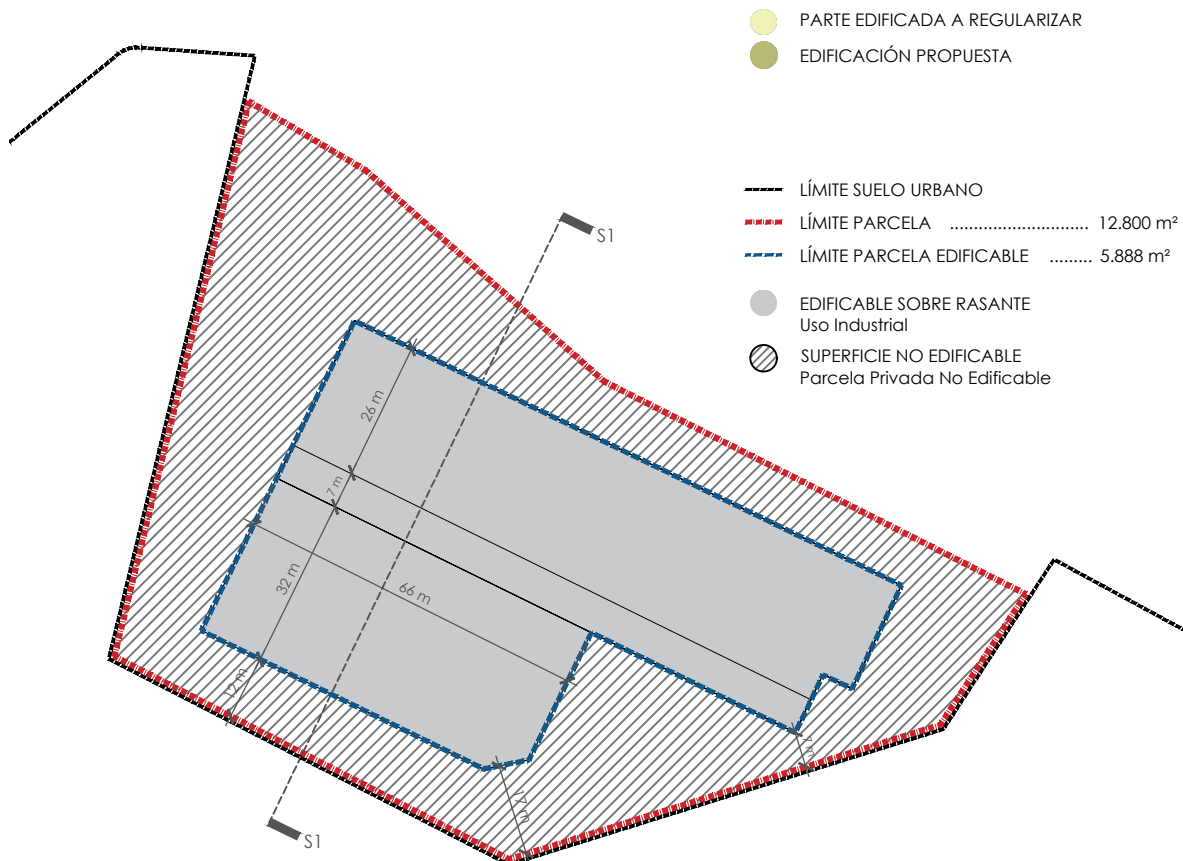 PARTE EDIFICADA A REGULARIZAR
EDIFICACIÓN PROPUESTA
LÍMITE SUELO URBANO
LÍMITE PARCELA ............................. 12.800 m²
LÍMITE PARCELA EDIFICABLE ......... 5.888 m²
EDIFICABLE SOBRE RASANTE
Uso Industrial
SUPERFICIE NO EDIFICABLE
Parcela Privada No Edificable
S1
26 m
7 m
32 m
66 m
12 m
7 m
17 m
S1